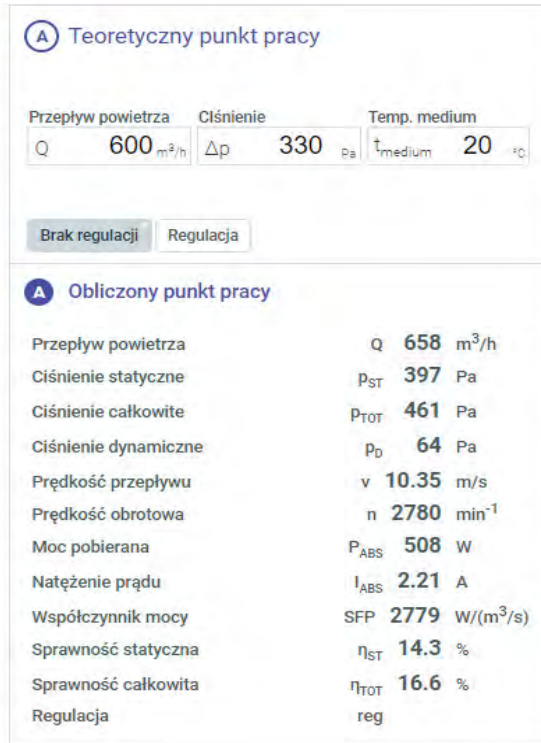 A Teoretyczny punkt pracy
Przepływ powietrza Ciśnienie Temp. medium
Q 600 m³/h Δp 330 Pa tmedium 20 °C
Brak regulacji Regulacja
A Obliczony punkt pracy
Przepływ powietrza Q 658 m³/h
Ciśnienie statyczne pST 397 Pa
Ciśnienie całkowite pTOT 461 Pa
Ciśnienie dynamiczne pD 64 Pa
Prędkość przepływu v 10.35 m/s
Prędkość obrotowa n 2780 min⁻¹
Moc pobierana PABS 508 W
Natężenie prądu IABS 2.21 A
Współczynnik mocy SFP 2779 W/(m³/s)
Sprawność statyczna ηST 14.3 %
Sprawność całkowita ηTOT 16.6 %
Regulacja reg